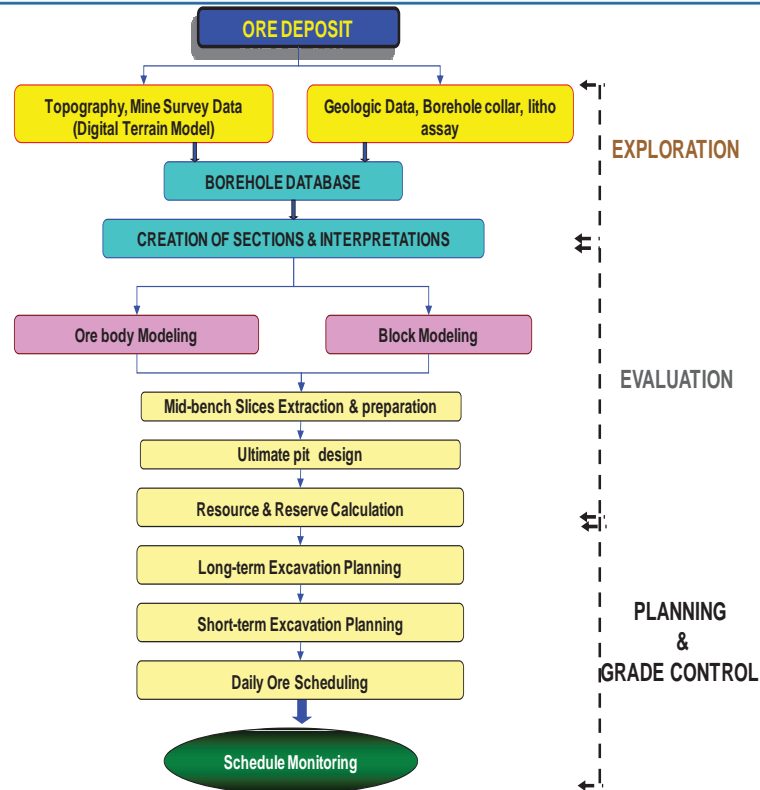 ORE DEPOSIT
Topography, Mine Survey Data
(Digital Terrain Model)
Geologic Data, Borehole collar, litho
assay
EXPLORATION
BOREHOLE DATABASE
CREATION OF SECTIONS & INTERPRETATIONS
Ore body Modeling
Block Modeling
EVALUATION
Mid-bench Slices Extraction & preparation
Ultimate pit design
Resource & Reserve Calculation
Long-term Excavation Planning
Short-term Excavation Planning
PLANNING
&
GRADE CONTROL
Daily Ore Scheduling
Schedule Monitoring